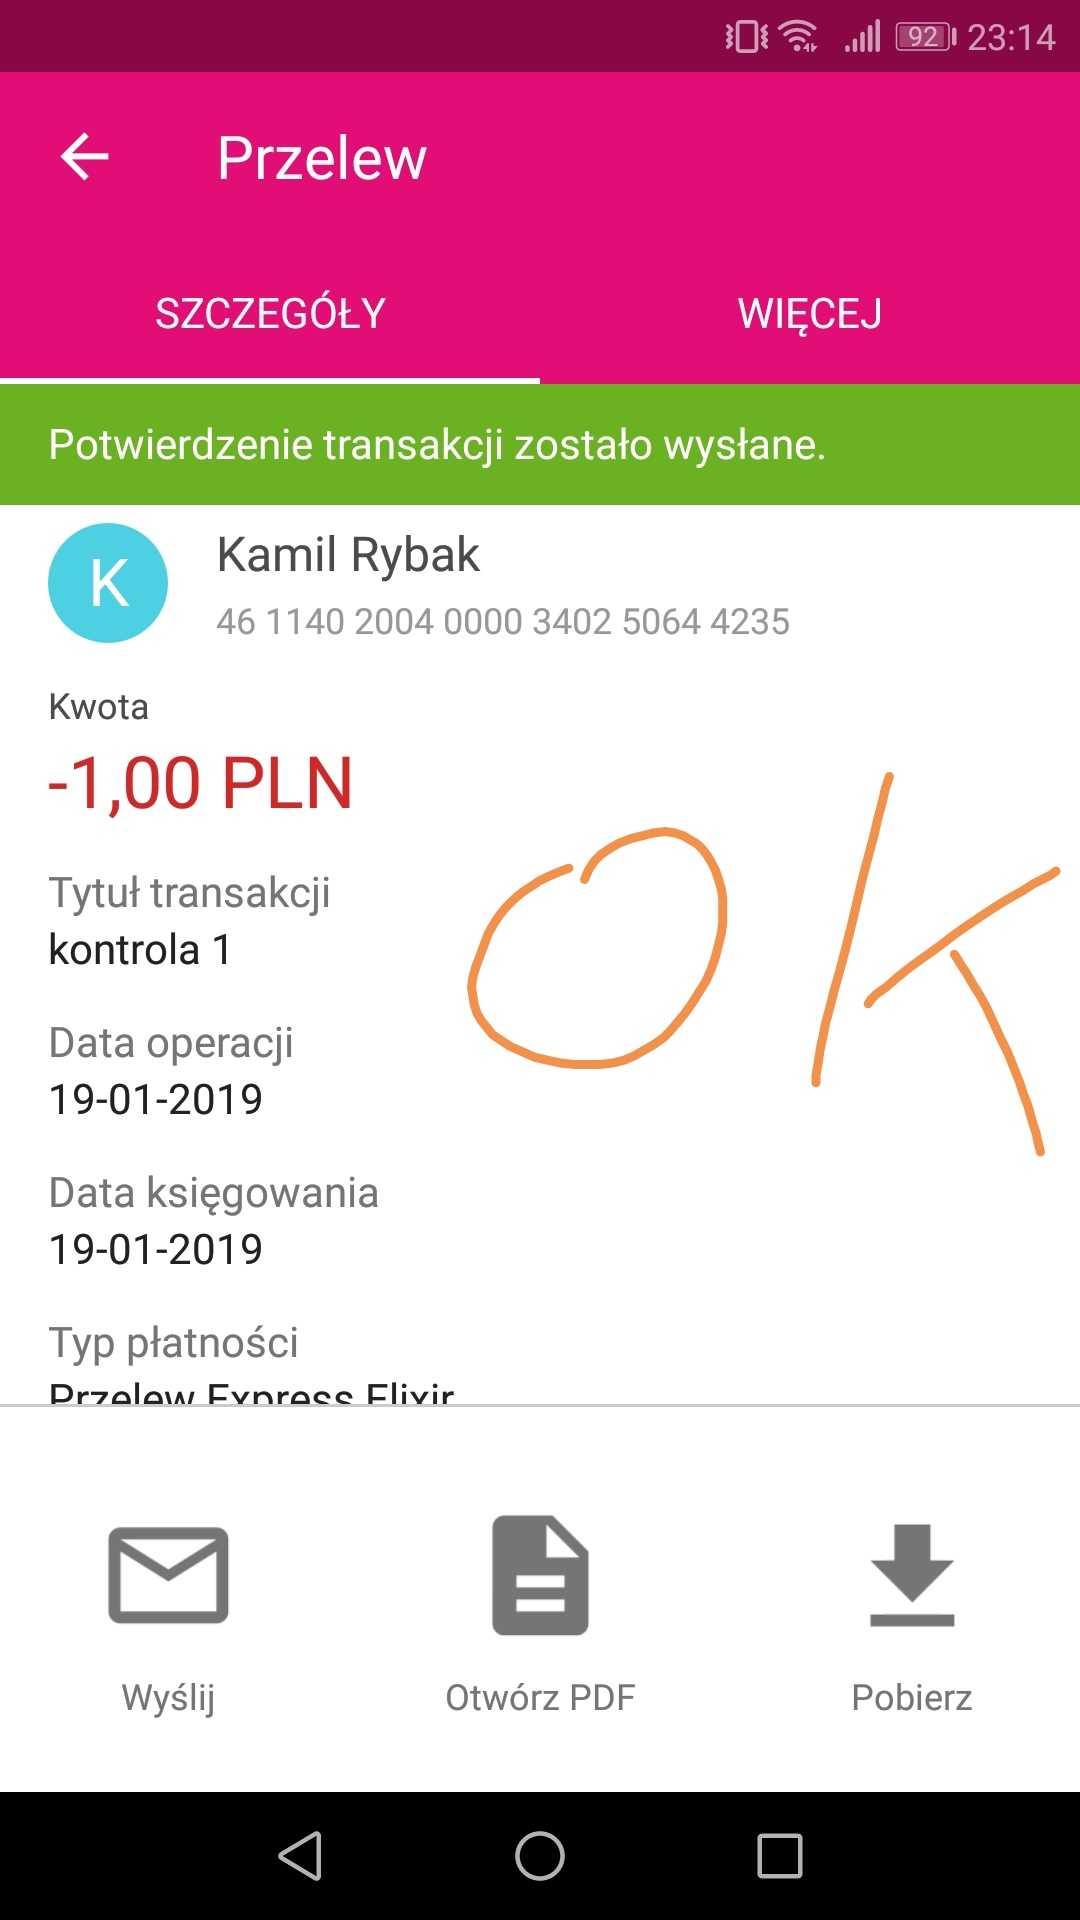 92 23:14
Przelew
SZCZEGÓŁY WIĘCEJ
Potwierdzenie transakcji zostało wysłane.
K
Kamil Rybak
46 1140 2004 0000 3402 5064 4235
Kwota
-1,00 PLN
OK
Tytuł transakcji
kontrola 1
Data operacji
19-01-2019
Data księgowania
19-01-2019
Typ płatności
Przelew Express Elixir
Wyślij Otwórz PDF Pobierz